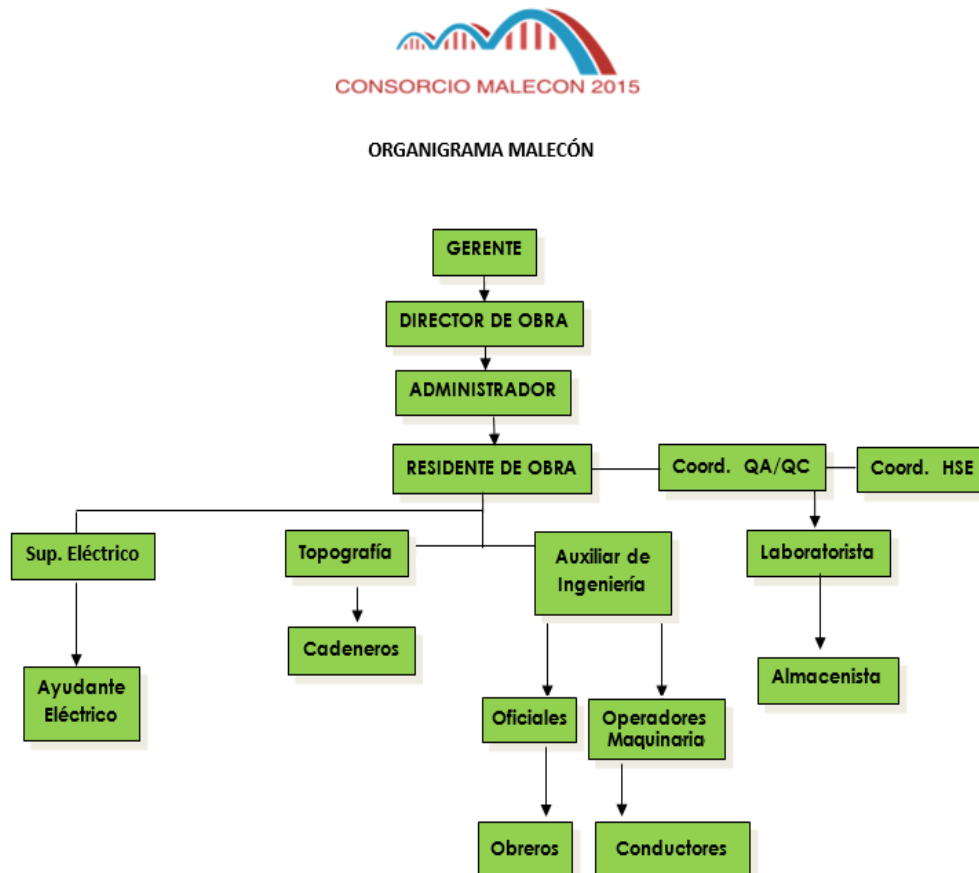 CONSORCIO MALECON 2015
ORGANIGRAMA MALECÓN
GERENTE
DIRECTOR DE OBRA
ADMINISTRADOR
RESIDENTE DE OBRA
Coord. QA/QC
Coord. HSE
Sup. Eléctrico
Topografía
Auxiliar de
Ingeniería
Laboratorista
Cadeneros
Ayudante
Eléctrico
Almacenista
Oficiales
Operadores
Maquinaria
Obreros
Conductores